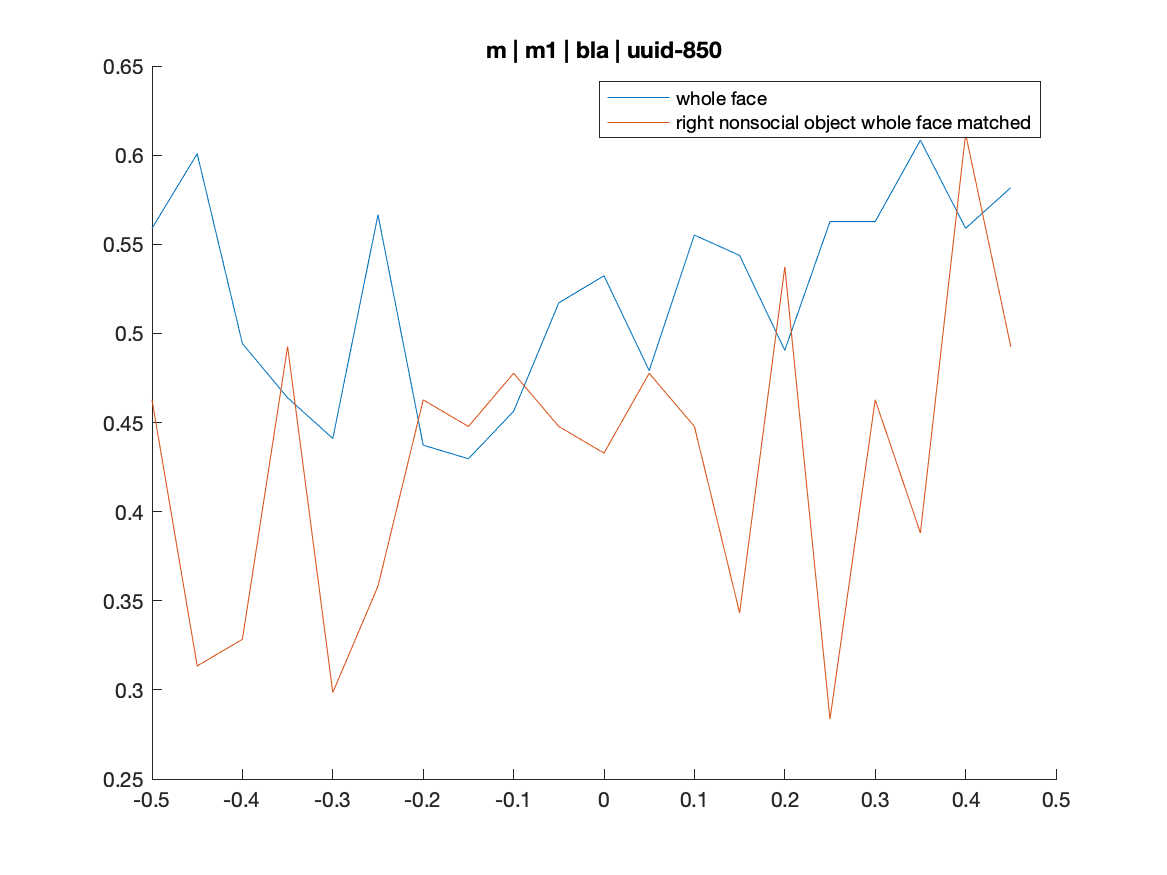 m | m1 | bla | uuid-850
0.65
whole face
right nonsocial object whole face matched
0.6
0.55
0.5
0.45
0.4
0.35
0.3
0.25
-0.5 -0.4 -0.3 -0.2 -0.1 0 0.1 0.2 0.3 0.4 0.5